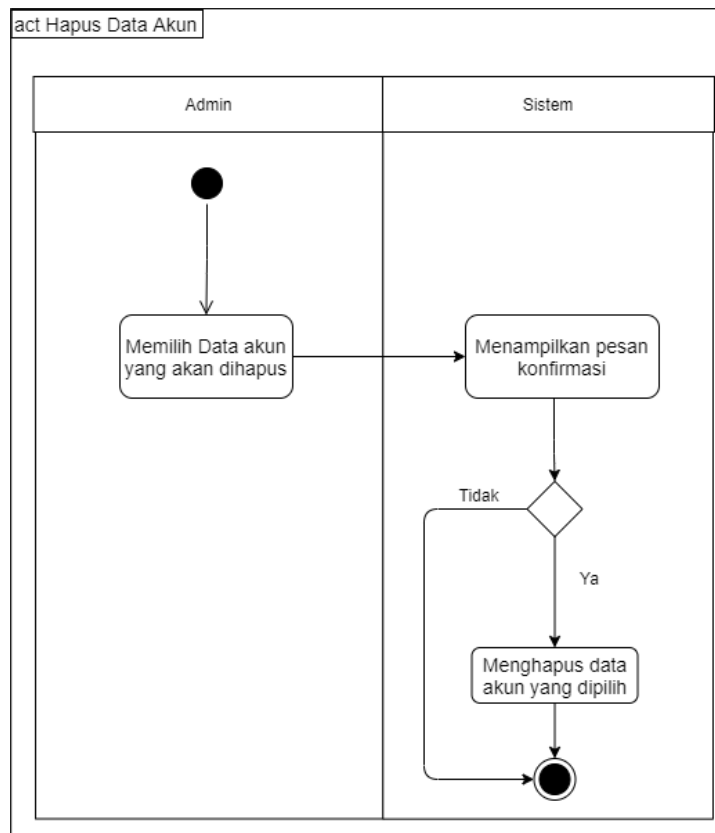 act Hapus Data Akun
Admin
Sistem
Memilih Data akun
yang akan dihapus
Menampilkan pesan
konfirmasi
Tidak
Ya
Menghapus data
akun yang dipilih